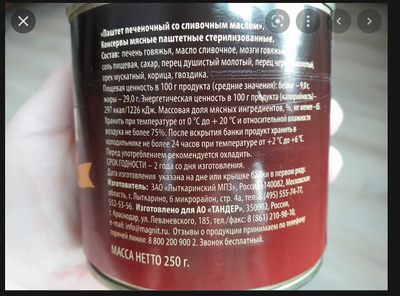 «Паштет печеночный со сливочным маслом».
Консервы мясные паштетные стерилизованные.
Состав: печень говяжья, масло сливочное, мозги говяжьи,
соль пищевая, сахар, перец душистый молотый, перец черный молотый,
орех мускатный, корица, гвоздика.
Пищевая ценность в 100 г продукта (средние значения): белки – 9,0г,
жиры – 29,0 г. Энергетическая ценность в 100 г продукта (калорийность) –
297 ккал/1226 кДж. Массовая доля мясных ингредиентов, %, не менее-
Хранить при температуре от 0 °С до + 20 °С и относительной влажности
воздуха не более 75%. После вскрытия банки продукт хранить в
холодильнике не более 24 часов при температуре от +2 °С до +6 °С.
Перед употреблением рекомендуется охладить.
СРОК ГОДНОСТИ – 2 года со дня изготовления.
Дата изготовления указана на дне или крышке банки в первом ряду.
Изготовитель: ЗАО «Лыткаринский МПЗ», Россия, 140082, Московская
область, г. Лыткарино, 6 микрорайон, 4а, 8 (495) 555-74-77,
552-53-56. Изготовлено для АО «ТАНДЕР», 350002, Россия,
г. Краснодар, ул. Леваневского, 185, тел./факс: 8 (861) 210-98-10,
e-mail: info@magnit.ru. Отзывы о продукции принимаем по телефону
горячей линии: 8 800 200 900 2. Звонок бесплатный.
МАССА НЕТТО 250 г.